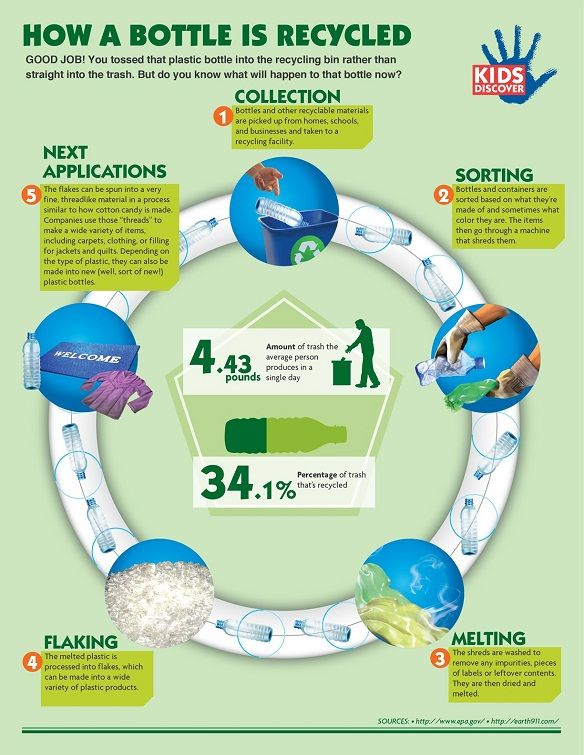 HOW A BOTTLE IS RECYCLED
GOOD JOB! You tossed that plastic bottle into the recycling bin rather than
straight into the trash. But do you know what will happen to that bottle now?
KIDS
DISCOVER
COLLECTION
1
Bottles and other recyclable materials
are picked up from homes, schools,
and businesses and taken to a
recycling facility.
SORTING
2
Bottles and containers are
sorted based on what they're
made of and sometimes what
color they are. The items
then go through a machine
that shreds them.
MELTING
3
The shreds are washed to
remove any impurities, pieces
of labels or leftover contents.
They are then dried and
melted.
FLAKING
4
The melted plastic is
processed into flakes, which
can be made into a wide
variety of plastic products.
NEXT
APPLICATIONS
5
The flakes can be spun into a very
fine, threadlike material in a process
similar to how cotton candy is made.
Companies use those "threads" to
make a wide variety of items,
including carpets, clothing, or filling
for jackets and quilts. Depending on
the type of plastic, they can also be
made into new (well, sort of new!)
plastic bottles.
WELCOME
4.43
pounds
Amount of trash the
average person
produces in a
single day
34.1%
Percentage of trash
that's recycled
SOURCES: • http://www.epa.gov/ • http://earth911.com/